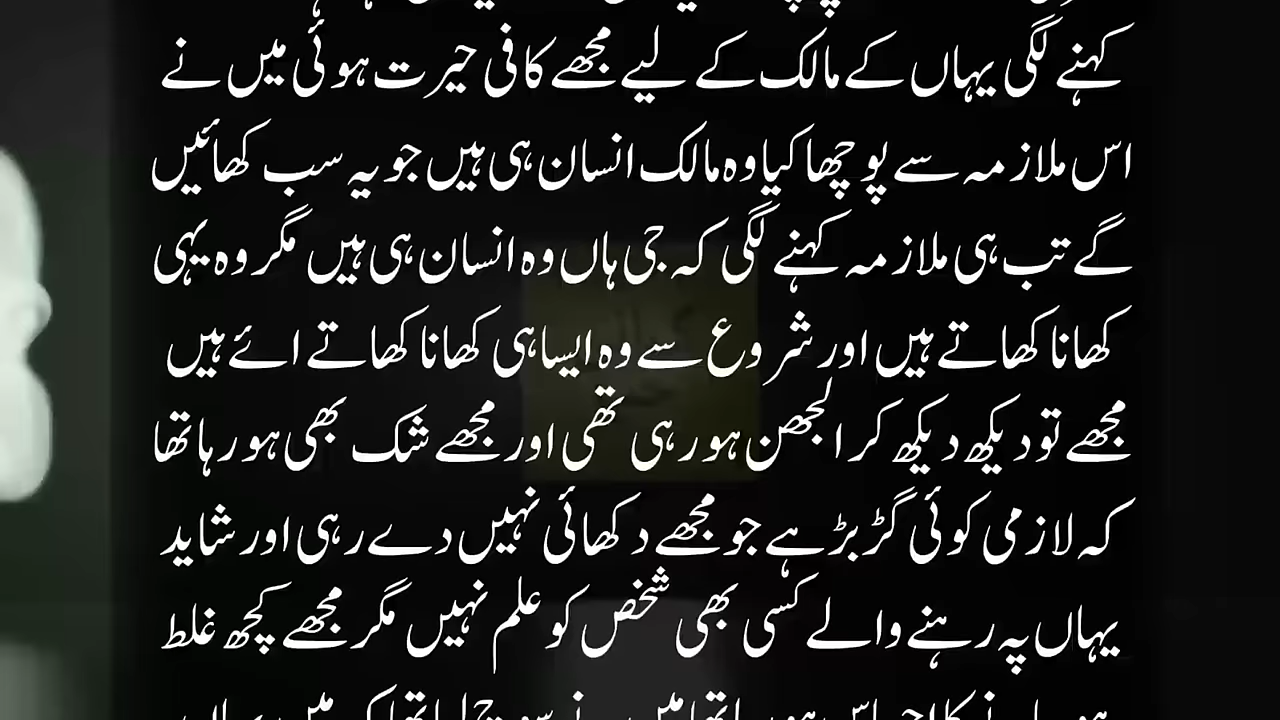 کہنے لگی یہاں کے مالک کے لیے مجھے کافی حیرت ہوئی میں نے
اس ملازمہ سے پوچھا کیا وہ مالک انسان ہی ہیں جو یہ سب کھائیں
گے تب ہی ملازمہ کہنے لگی کہ جی ہاں وہ انسان ہی ہیں مگر وہ یہی
کھانا کھاتے ہیں اور شروع سے وہ ایسا ہی کھانا کھاتے ائے ہیں
مجھے تو دیکھ دیکھ کر الجھن ہو رہی تھی اور مجھے شک بھی ہو رہا تھا
کہ لازمی کوئی گڑبڑ ہے جو مجھے دکھائی نہیں دے رہی اور شاید
یہاں پہ رہنے والے کسی بھی شخص کو علم نہیں مگر مجھے کچھ غلط